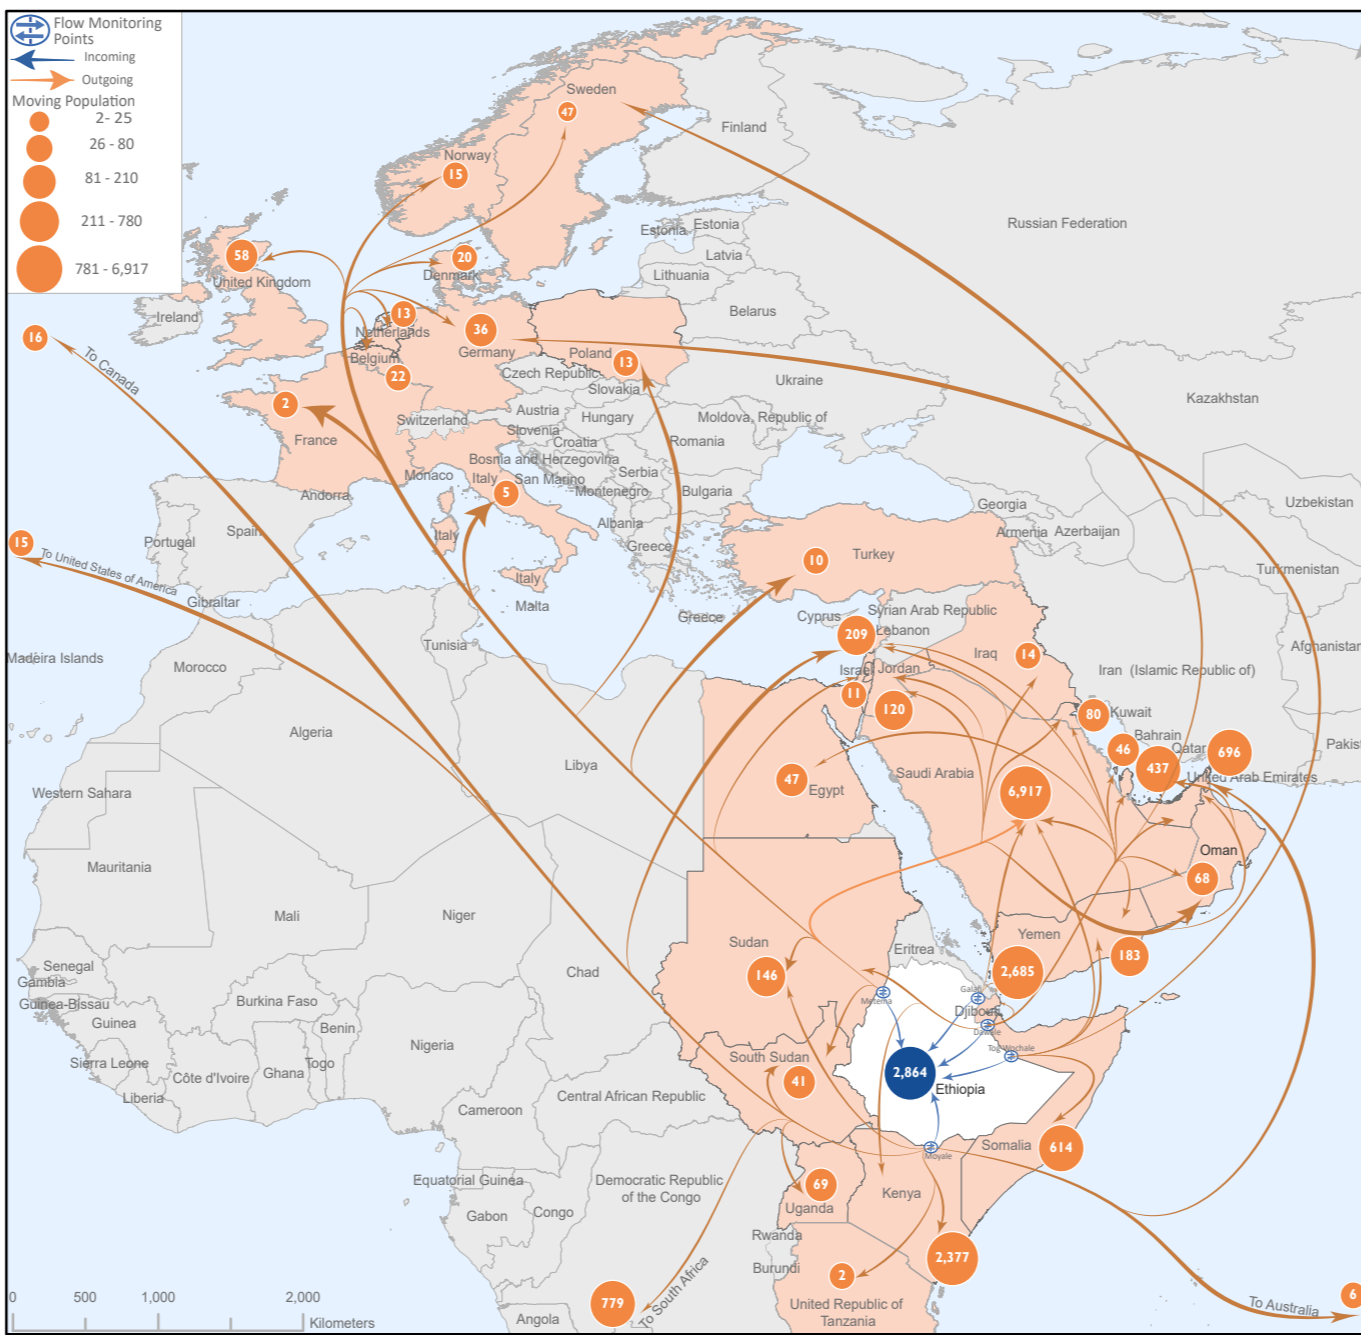 Flow Monitoring
Points
Incoming
Outgoing
Moving Population
2- 25
26 - 80
81 - 210
211 - 780
781 - 6,917
Sweden
47
Finland
Norway
15
Russian Federation
Estonia
Estonia
Latvia
Lithuania
Belarus
58
United Kingdom
20
Denmark
Ireland
13
Netherlands
36
Germany
Belgium
22
Poland
13
16
To Canada
Czech Republic
Slovakia
Ukraine
Kazakhstan
2
France
Switzerland
Austria
Hungary
Slovenia
Croatia
Moldova, Republic of
Romania
Bosnia and Herzegovina
Monaco
Italy
San Marino
Serbia
Montenegro
Bulgaria
5
Andorra
Georgia
Uzbekistan
Spain
Portugal
Italy
Albania
Greece
Armenia
Azerbaijan
15
To United States of America
10
Turkey
Turkmenistan
Italy
Malta
Gibraltar
Greece
Cyprus
Syrian Arab Republic
Lebanon
209
Madeira Islands
Morocco
Tunisia
Iraq
14
Afghanistan
Israel
Jordan
Iran (Islamic Republic of)
11
120
80
Kuwait
Algeria
Libya
46
Bahrain
437
Qatar
696
Pakist
United Arab Emirates
Western Sahara
47
Egypt
Saudi Arabia
6,917
Mauritania
Oman
68
Mali
Niger
Chad
Sudan
146
Eritrea
Yemen
2,685
183
Senegal
Gambia
Guinea-Bissau
Guinea
Burkina Faso
Benin
Togo
Metema
Galafi
Djibouti
Dawale
Tog Wochale
Sierra Leone
Liberia
Côte d'Ivoire
Ghana
Nigeria
South Sudan
41
2,864
Ethiopia
Cameroon
Central African Republic
Somalia
614
Moyale
Equatorial Guinea
Gabon
Congo
Democratic Republic
of the Congo
69
Uganda
Kenya
Rwanda
Burundi
2,377
2
779
To South Africa
United Republic of
Tanzania
Angola
To Australia
6
0
500
1,000
2,000
Kilometers